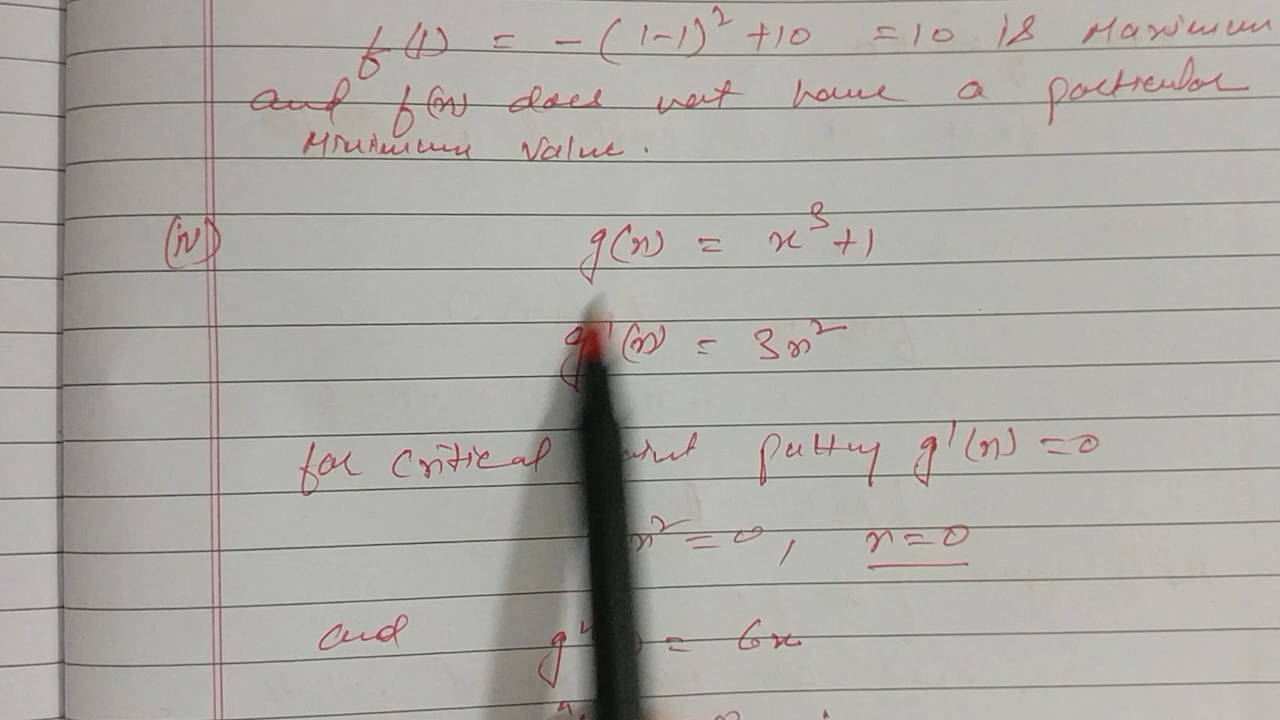 f(1) = -(1-1)² +10 = 10 is Maximum
and f(x) does not have a particular
Minimum value.
(iv) g(x) = x³+1
g'(x) = 3x²
for critical putting g'(x) = 0
x² = 0, x = 0
and g" = 6x